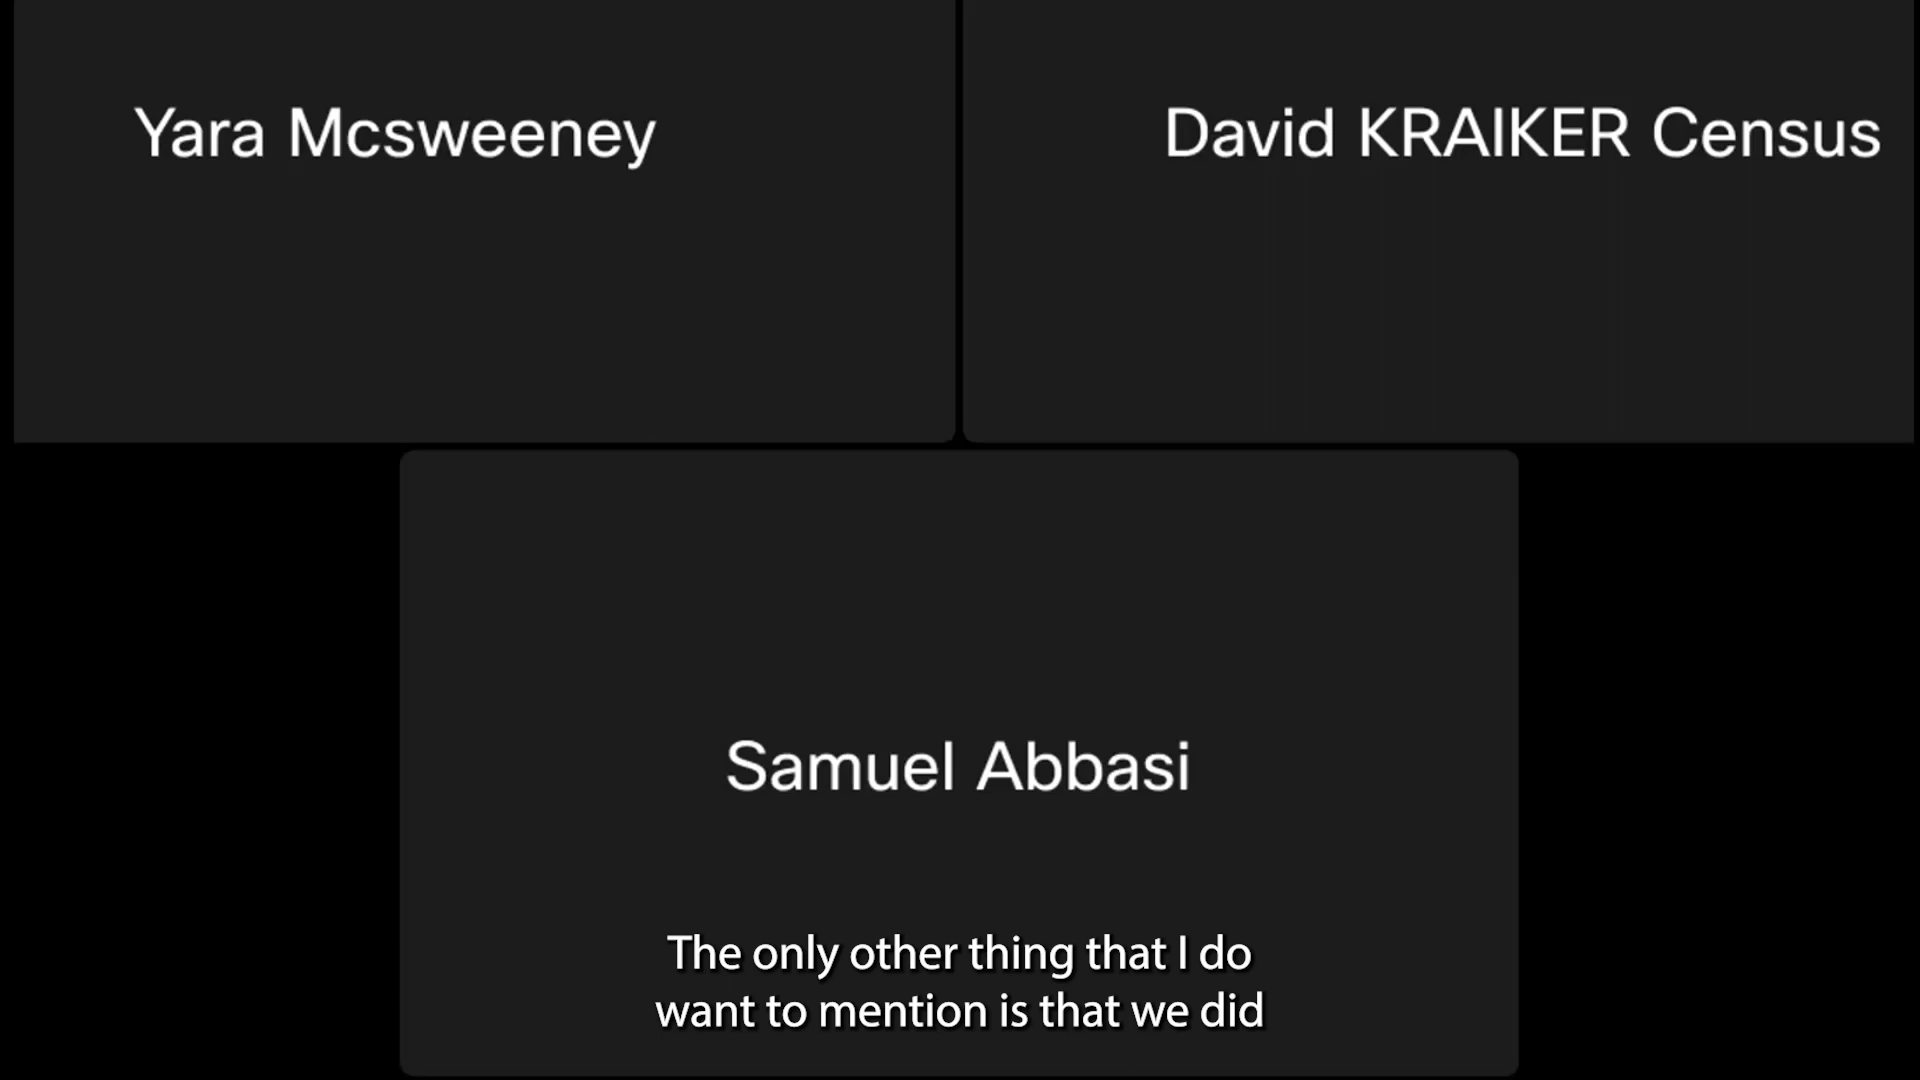 Yara Mcsweeney
David KRAIKER Census
Samuel Abbasi
The only other thing that I do
want to mention is that we did